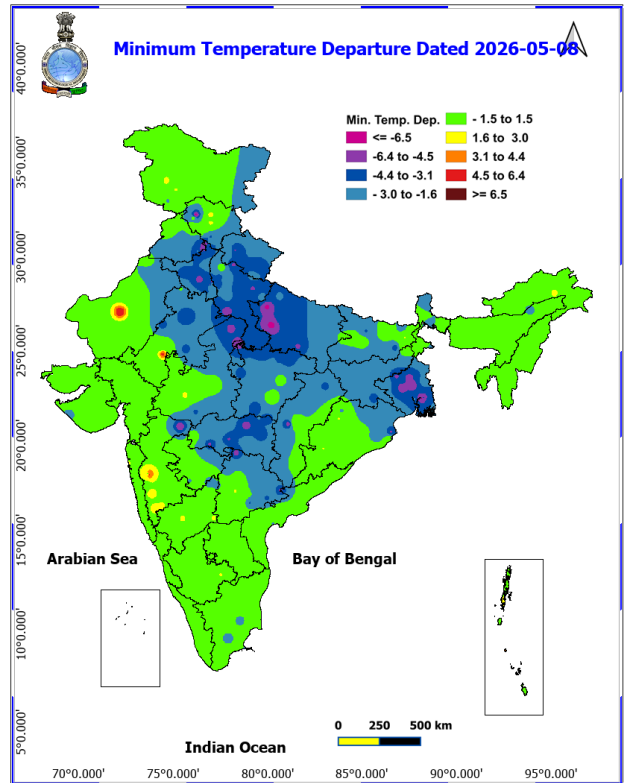 Minimum Temperature Departure Dated 2026-05-08
Min. Temp. Dep.
<= -6.5
-6.4 to -4.5
-4.4 to -3.1
- 3.0 to -1.6
- 1.5 to 1.5
1.6 to 3.0
3.1 to 4.4
4.5 to 6.4
>= 6.5
40°0.000'
35°0.000'
30°0.000'
25°0.000'
20°0.000'
15°0.000'
10°0.000'
5°0.000'
Arabian Sea
Bay of Bengal
Indian Ocean
0 250 500 km
70°0.000' 75°0.000' 80°0.000' 85°0.000' 90°0.000' 95°0.000'